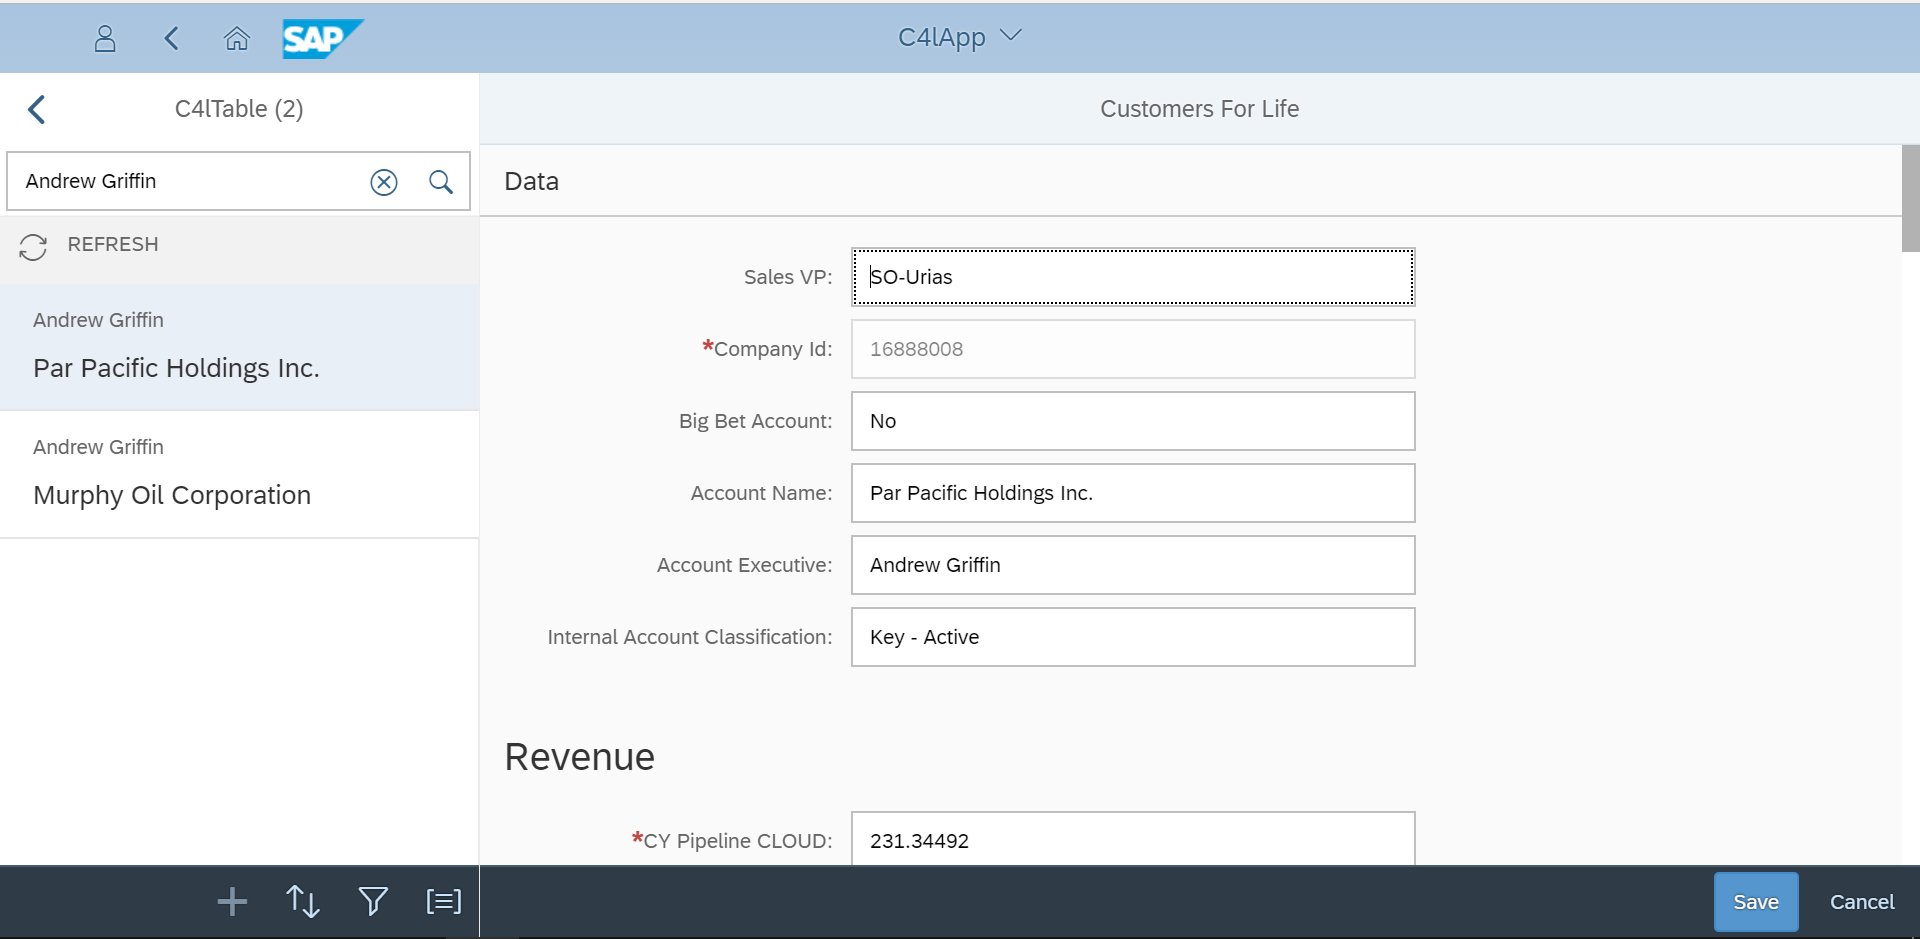 SAP
C4lApp
C4lTable (2)
Customers For Life
Andrew Griffin
REFRESH
Andrew Griffin
Par Pacific Holdings Inc.
Andrew Griffin
Murphy Oil Corporation
Data
Sales VP: SO-Urias
*Company Id: 16888008
Big Bet Account: No
Account Name: Par Pacific Holdings Inc.
Account Executive: Andrew Griffin
Internal Account Classification: Key - Active
Revenue
*CY Pipeline CLOUD: 231.34492
Save Cancel